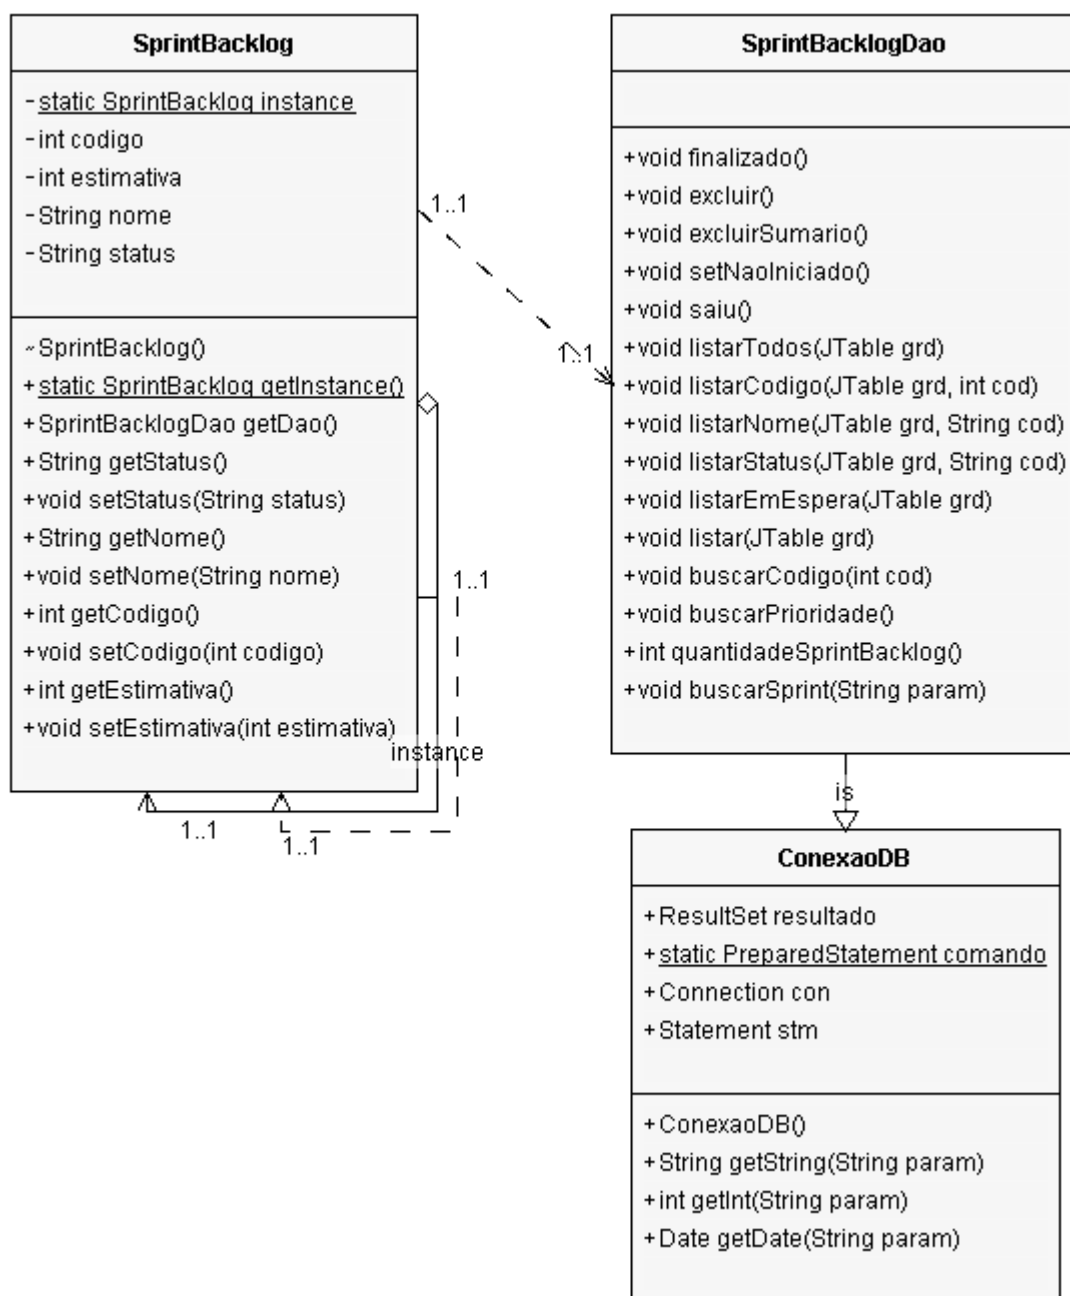 SprintBacklog
- static SprintBacklog instance
- int codigo
- int estimativa
- String nome
- String status
~ SprintBacklog()
+ static SprintBacklog getInstance()
+ SprintBacklogDao getDao()
+ String getStatus()
+ void setStatus(String status)
+ String getNome()
+ void setNome(String nome)
+ int getCodigo()
+ void setCodigo(int codigo)
+ int getEstimativa()
+ void setEstimativa(int estimativa)
1..1
1..1
1..1
instance
1..1
1..1
SprintBacklogDao
+ void finalizado()
+ void excluir()
+ void excluirSumario()
+ void setNaoIniciado()
+ void saiu()
+ void listarTodos(JTable grd)
+ void listarCodigo(JTable grd, int cod)
+ void listarNome(JTable grd, String cod)
+ void listarStatus(JTable grd, String cod)
+ void listarEmEspera(JTable grd)
+ void listar(JTable grd)
+ void buscarCodigo(int cod)
+ void buscarPrioridade()
+ int quantidadeSprintBacklog()
+ void buscarSprint(String param)
is
ConexaoDB
+ ResultSet resultado
+ static PreparedStatement comando
+ Connection con
+ Statement stm
+ ConexaoDB()
+ String getString(String param)
+ int getInt(String param)
+ Date getDate(String param)